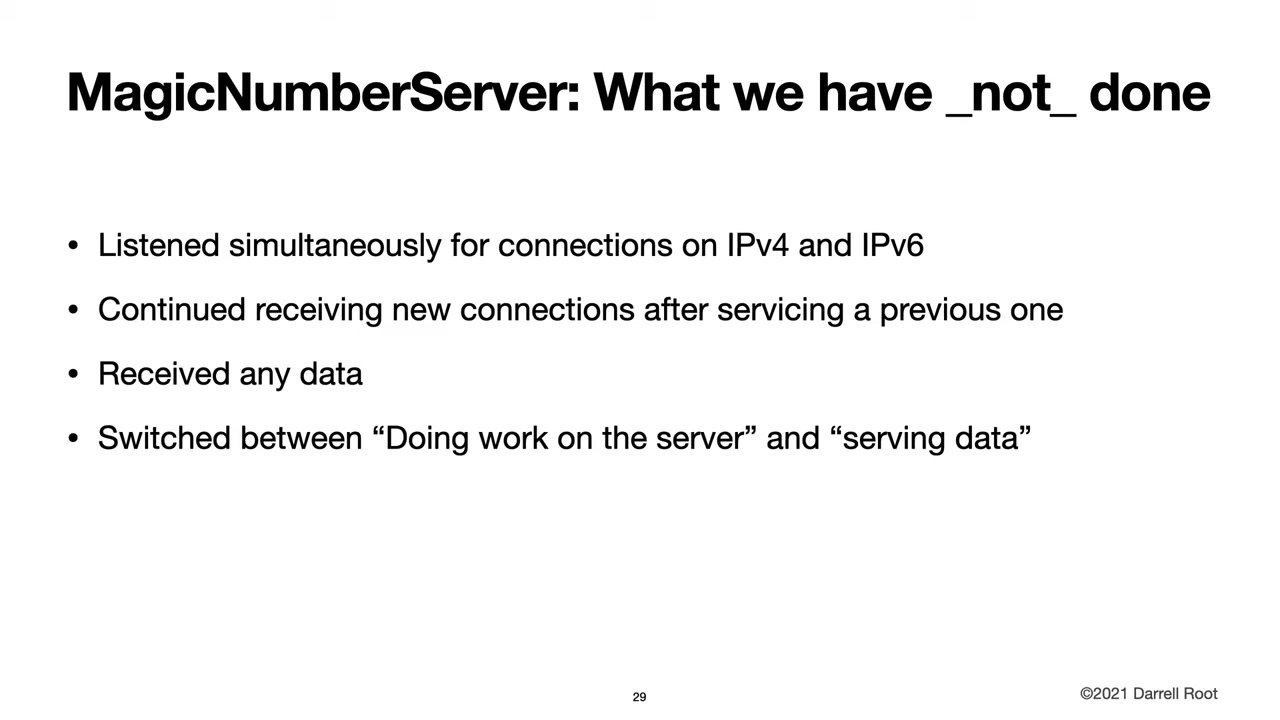 MagicNumberServer: What we have _not_ done
• Listened simultaneously for connections on IPv4 and IPv6
• Continued receiving new connections after servicing a previous one
• Received any data
• Switched between “Doing work on the server” and “serving data”
29
©2021 Darrell Root